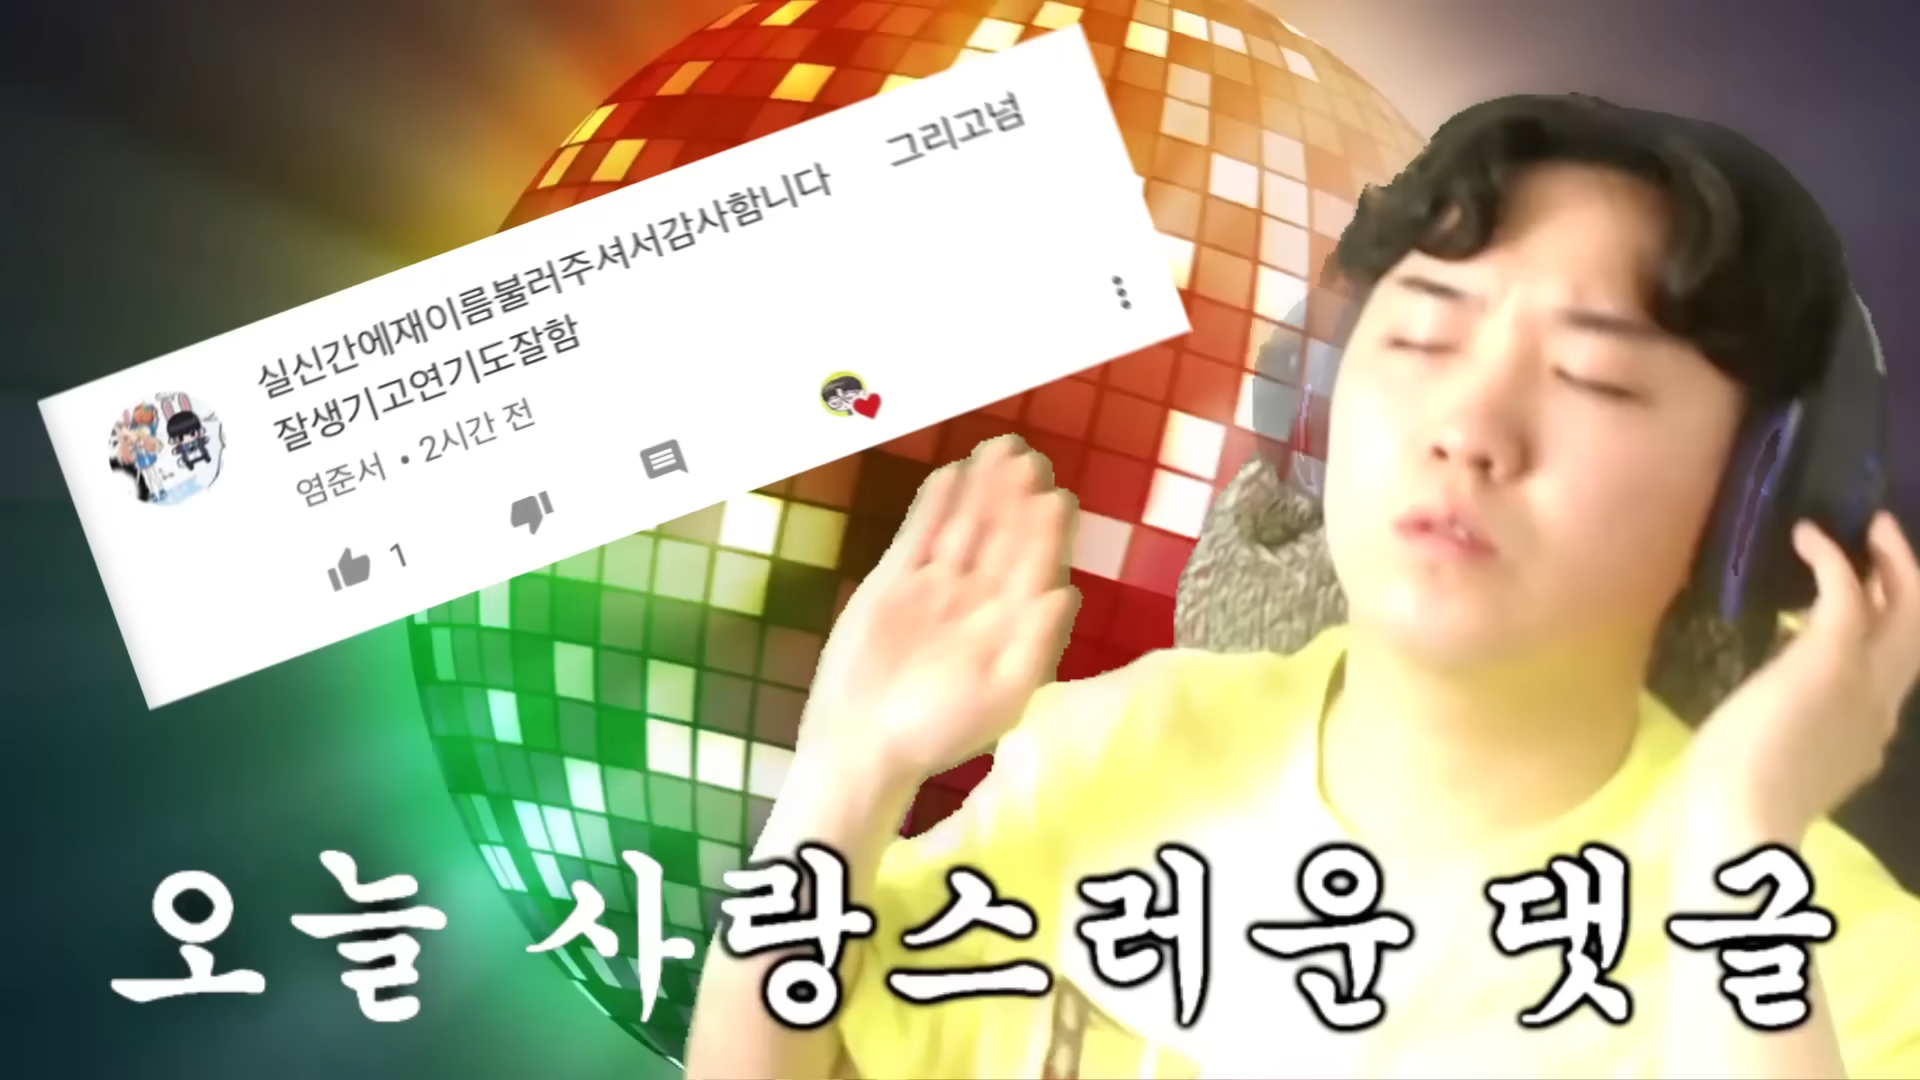 실신간에재이름불러주셔서감사함니다 그리고넘
잘생기고연기도잘함
염준서 • 2시간 전
1
오늘 사랑스러운 댓글